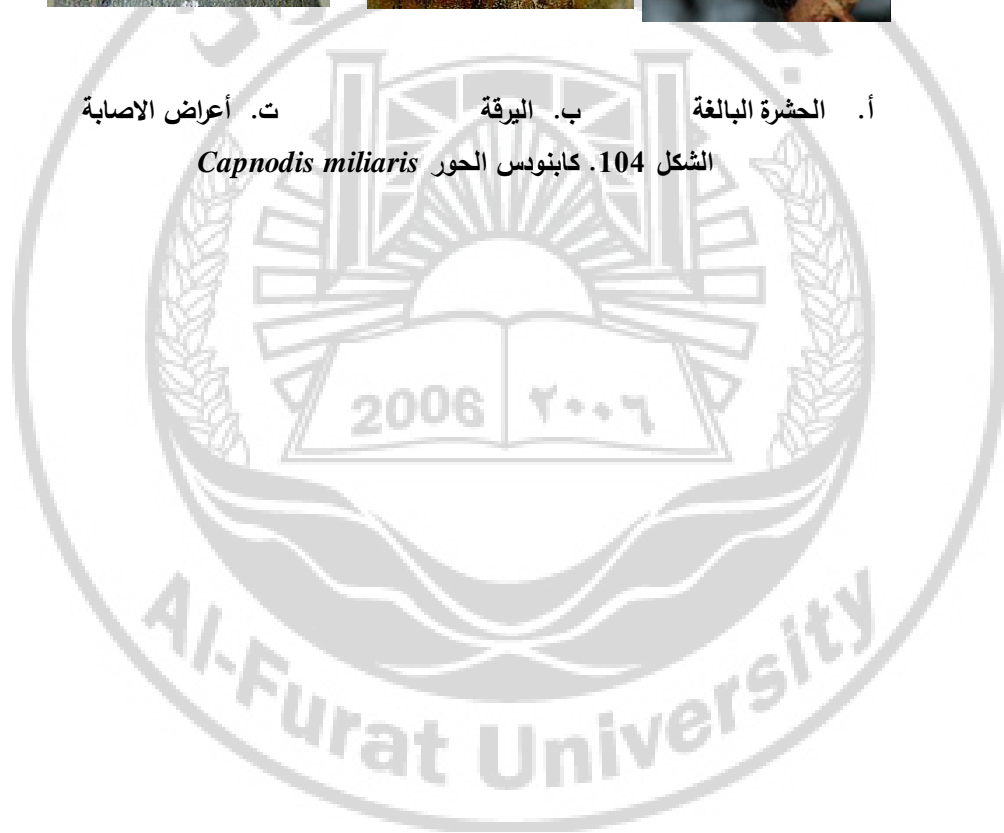 أ. الحشرة البالغة ب. اليرقة ت. أعراض الاصابة
الشكل 104. كابنودس الحور Capnodis miliaris
2006 ٢٠٠٦
Al-Furat University